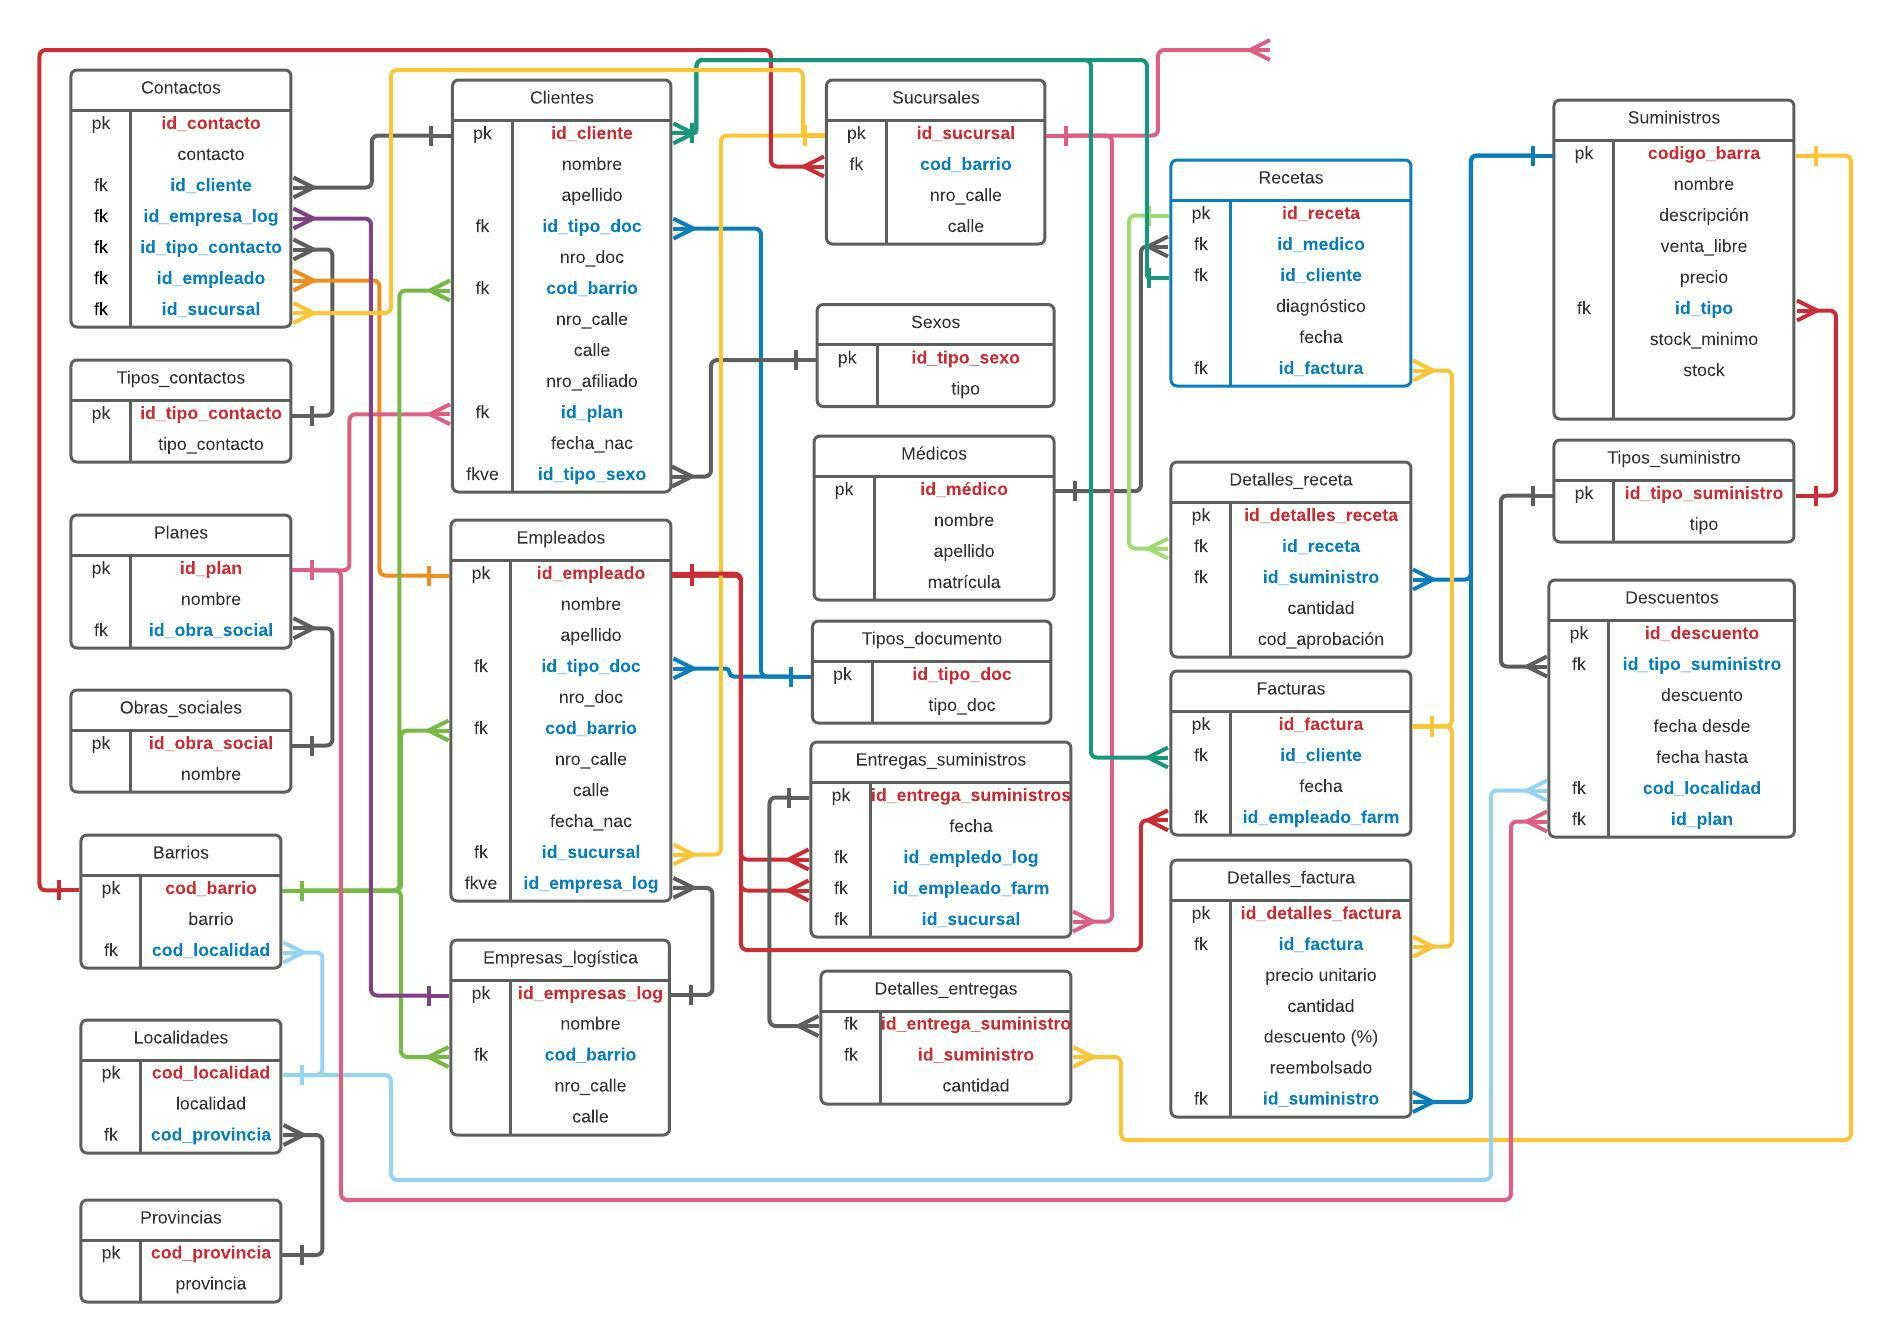 Contactos
pk id_contacto
contacto
fk id_cliente
fk id_empresa_log
fk id_tipo_contacto
fk id_empleado
fk id_sucursal
Tipos_contactos
pk id_tipo_contacto
tipo_contacto
Planes
pk id_plan
nombre
fk id_obra_social
Obras_sociales
pk id_obra_social
nombre
Barrios
pk cod_barrio
barrio
fk cod_localidad
Localidades
pk cod_localidad
localidad
fk cod_provincia
Provincias
pk cod_provincia
provincia
Clientes
pk id_cliente
nombre
apellido
fk id_tipo_doc
nro_doc
fk cod_barrio
nro_calle
calle
nro_afiliado
fk id_plan
fecha_nac
fkve id_tipo_sexo
Empleados
pk id_empleado
nombre
apellido
fk id_tipo_doc
nro_doc
fk cod_barrio
nro_calle
calle
fecha_nac
fk id_sucursal
fkve id_empresa_log
Empresas_logística
pk id_empresas_log
nombre
fk cod_barrio
nro_calle
calle
Sucursales
pk id_sucursal
fk cod_barrio
nro_calle
calle
Sexos
pk id_tipo_sexo
tipo
Médicos
pk id_médico
nombre
apellido
matrícula
Tipos_documento
pk id_tipo_doc
tipo_doc
Entregas_suministros
pk id_entrega_suministros
fecha
fk id_empledo_log
fk id_empleado_farm
fk id_sucursal
Detalles_entregas
fk id_entrega_suministro
fk id_suministro
cantidad
Recetas
pk id_receta
fk id_medico
fk id_cliente
diagnóstico
fecha
fk id_factura
Detalles_receta
pk id_detalles_receta
fk id_receta
fk id_suministro
cantidad
cod_aprobación
Facturas
pk id_factura
fk id_cliente
fecha
fk id_empleado_farm
Detalles_factura
pk id_detalles_factura
fk id_factura
precio unitario
cantidad
descuento (%)
reembolsado
fk id_suministro
Suministros
pk codigo_barra
nombre
descripción
venta_libre
precio
fk id_tipo
stock_minimo
stock
Tipos_suministro
pk id_tipo_suministro
tipo
Descuentos
pk id_descuento
fk id_tipo_suministro
descuento
fecha desde
fecha hasta
fk cod_localidad
fk id_plan